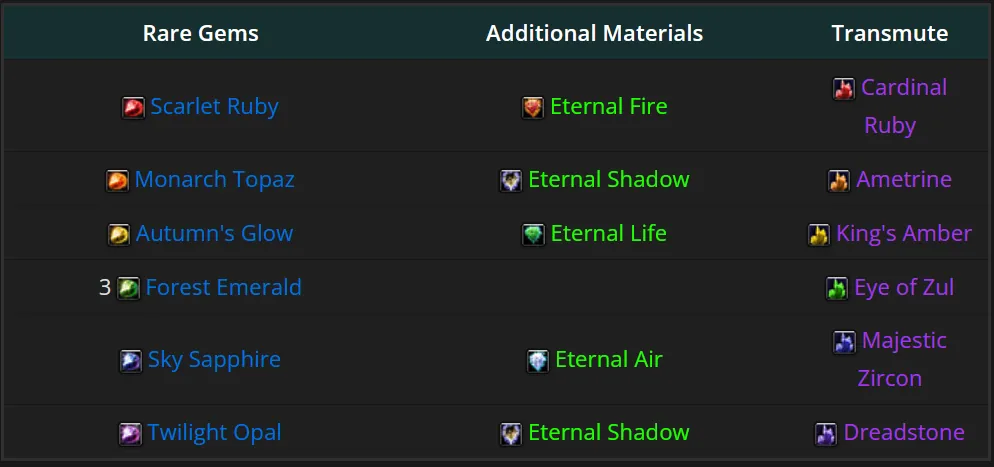 Rare Gems Additional Materials Transmute
Scarlet Ruby Eternal Fire Cardinal
Ruby
Monarch Topaz Eternal Shadow Ametrine
Autumn's Glow Eternal Life King's Amber
3 Forest Emerald Eye of Zul
Sky Sapphire Eternal Air Majestic
Zircon
Twilight Opal Eternal Shadow Dreadstone